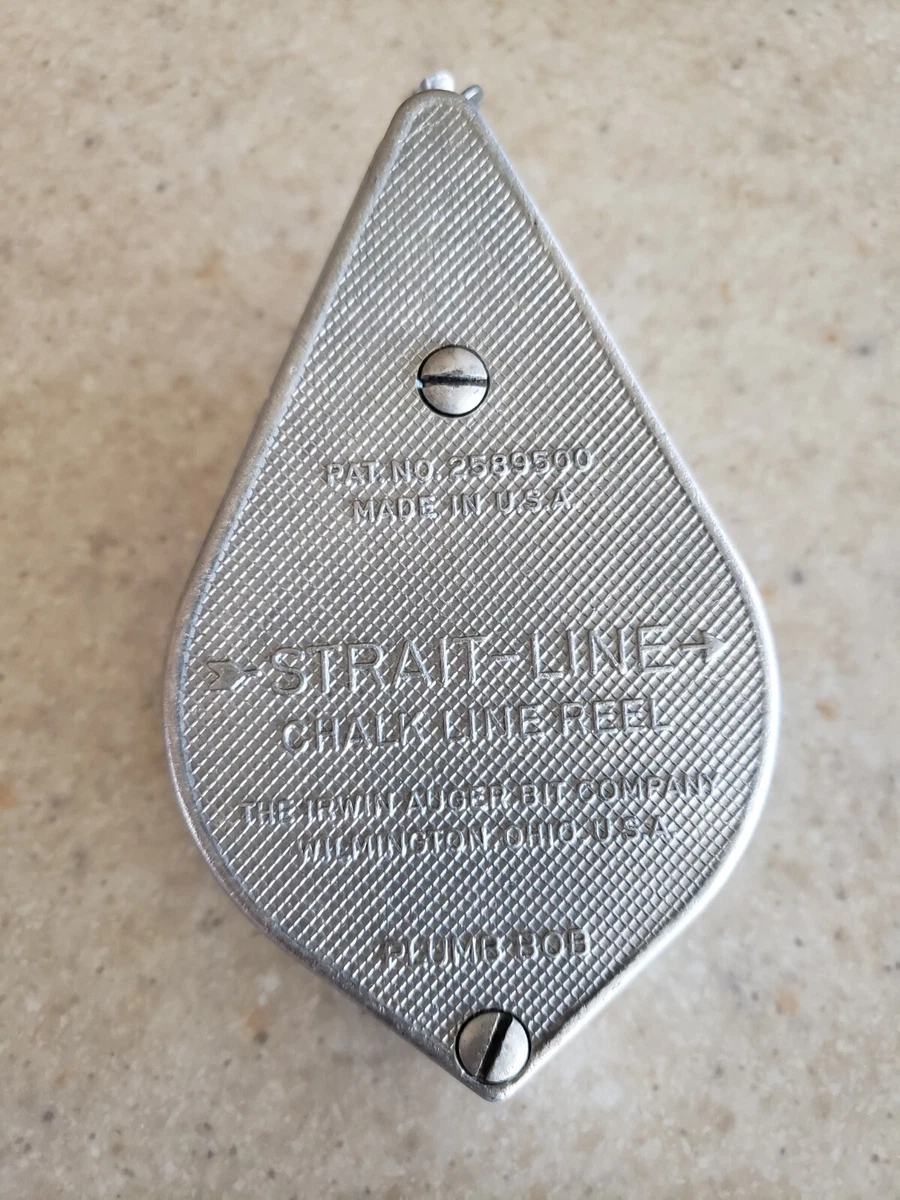 PAT. NO. 2589500
MADE IN U.S.A.
STRAIT-LINE
CHALK LINE REEL
THE IRWIN AUGER BIT COMPANY
WILMINGTON, OHIO, U.S.A.
PLUMB BOB